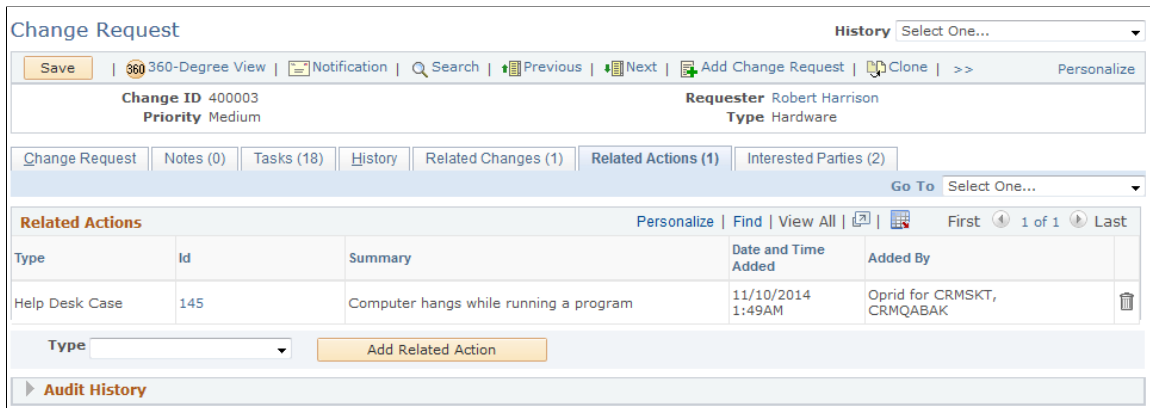 Change Request
History Select One...
Save | 360 360-Degree View | Notification | Search | Previous | Next | Add Change Request | Clone | >> Personalize
Change ID 400003 Requester Robert Harrison
Priority Medium Type Hardware
Change Request Notes (0) Tasks (18) History Related Changes (1) Related Actions (1) Interested Parties (2)
Go To Select One...
Related Actions Personalize | Find | View All | | First 1 of 1 Last
Type Id Summary Date and Time Added Added By
Help Desk Case 145 Computer hangs while running a program 11/10/2014 1:49AM Oprid for CRMSKT, CRMQABAK
Type Add Related Action
Audit History